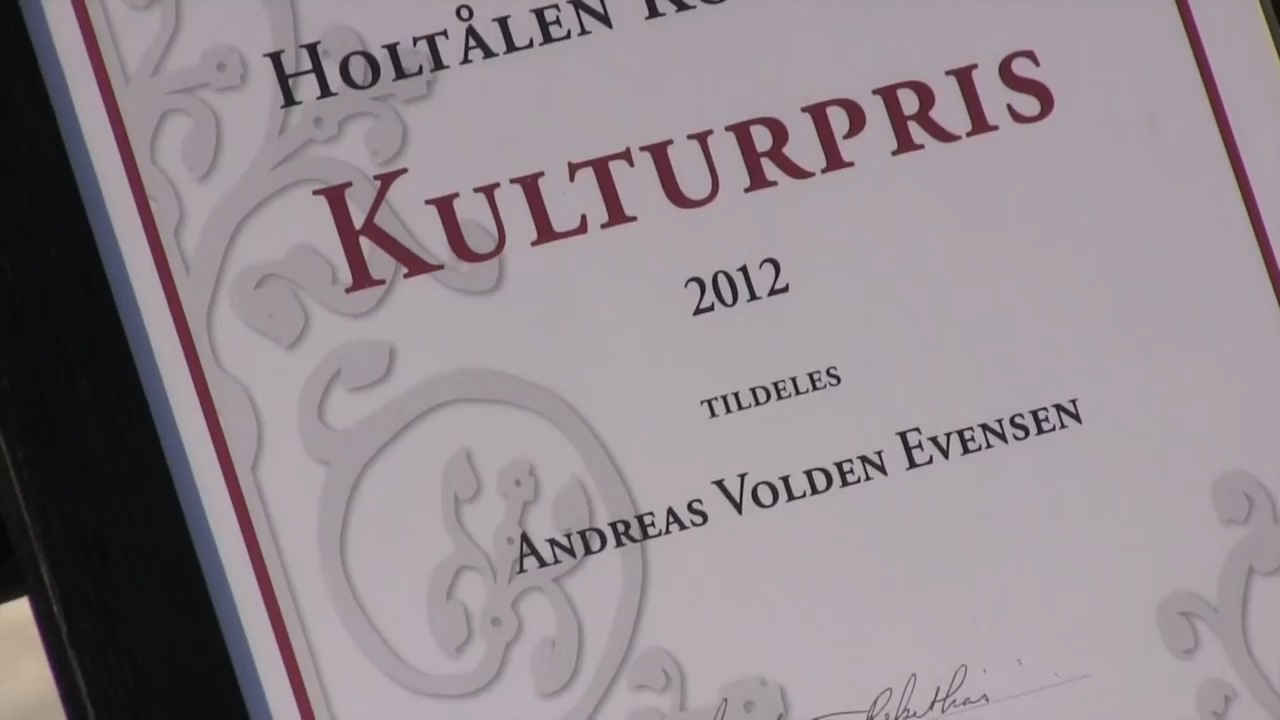 HOLTÅLEN
KULTURPRIS
2012
TILDELES
ANDREAS VOLDEN EVENSEN